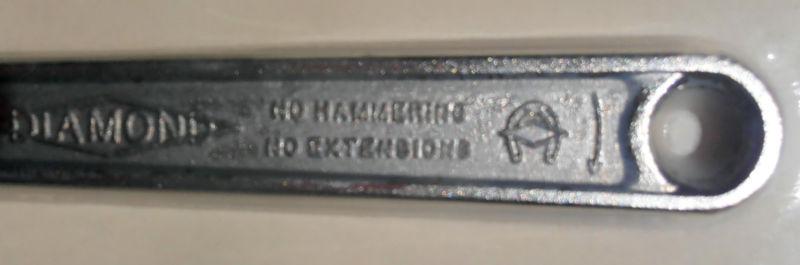 DIAMOND
NO HAMMERING
NO EXTENSIONS